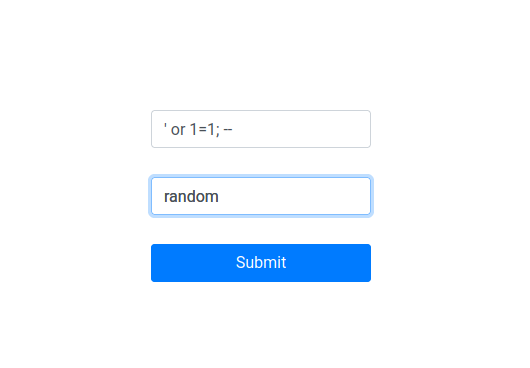 ' or 1=1; --
random
Submit